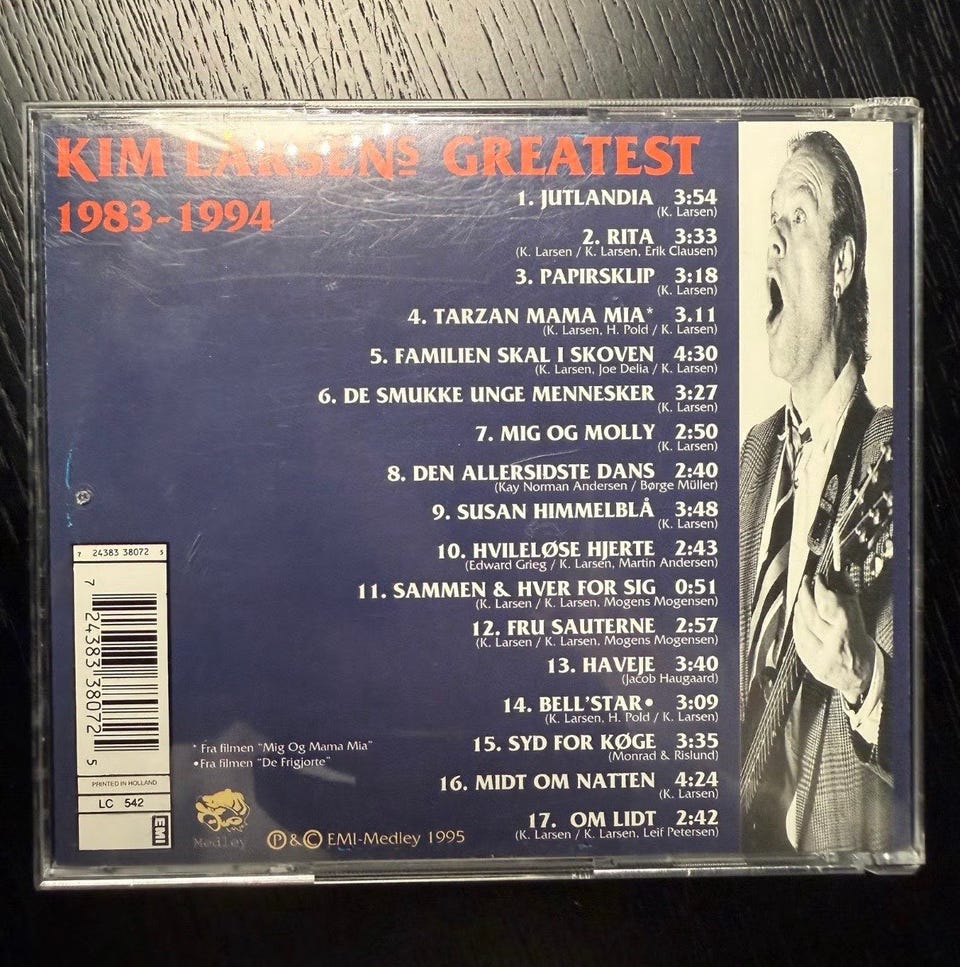 KIM LARSENS GREATEST
1983-1994
1. JUTLANDIA 3:54
(K. Larsen)
2. RITA 3:33
(K. Larsen / K. Larsen, Erik Clausen)
3. PAPIRSKLIP 3:18
(K. Larsen)
4. TARZAN MAMA MIA* 3.11
(K. Larsen, H. Pold / K. Larsen)
5. FAMILIEN SKAL I SKOVEN 4:30
(K. Larsen, Joe Delia / K. Larsen)
6. DE SMUKKE UNGE MENNESKER 3:27
(K. Larsen)
7. MIG OG MOLLY 2:50
(K. Larsen)
8. DEN ALLERSIDSTE DANS 2:40
(Kay Norman Andersen / Børge Müller)
9. SUSAN HIMMELBLÅ 3:48
(K. Larsen)
10. HVILELØSE HJERTE 2:43
(Edward Grieg / K. Larsen, Martin Andersen)
11. SAMMEN & HVER FOR SIG 0:51
(K. Larsen / K. Larsen, Mogens Mogensen)
12. FRU SAUTERNE 2:57
(K. Larsen / K. Larsen, Mogens Mogensen)
13. HAVEJE 3:40
(Jacob Haugaard)
14. BELL'STAR• 3:09
(K. Larsen, H. Pold / K. Larsen)
15. SYD FOR KØGE 3:35
(Monrad & Rislund)
16. MIDT OM NATTEN 4:24
(K. Larsen)
17. OM LIDT 2:42
(K. Larsen / K. Larsen, Leif Petersen)
7 24383 38072 5
7 24383 38072 5
PRINTED IN HOLLAND
LC 542
EMI
* Fra filmen "Mig Og Mama Mia"
•Fra filmen "De Frigjorte"
Medley
Ⓟ & © EMI-Medley 1995